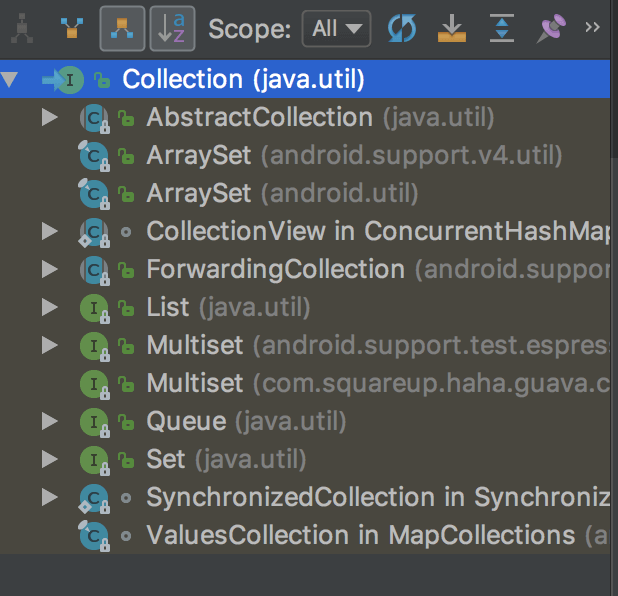 a
z
Scope: All
Collection (java.util)
AbstractCollection (java.util)
ArraySet (android.support.v4.util)
ArraySet (android.util)
CollectionView in ConcurrentHashMap
ForwardingCollection (android.suppor
List (java.util)
Multiset (android.support.test.espres
Multiset (com.squareup.haha.guava.c
Queue (java.util)
Set (java.util)
SynchronizedCollection in Synchroniz
ValuesCollection in MapCollections (a